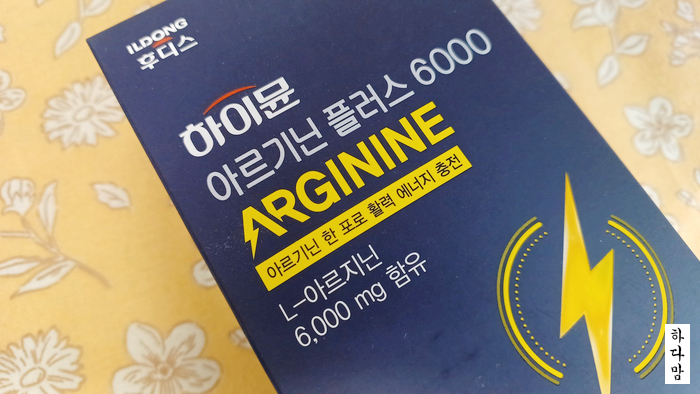 ILDONG
후디스
하이뮨
아르기닌 플러스 6000
ARGININE
아르기닌 한 포로 활력 에너지 충전
L-아르지닌
6,000 mg 함유
하다맘